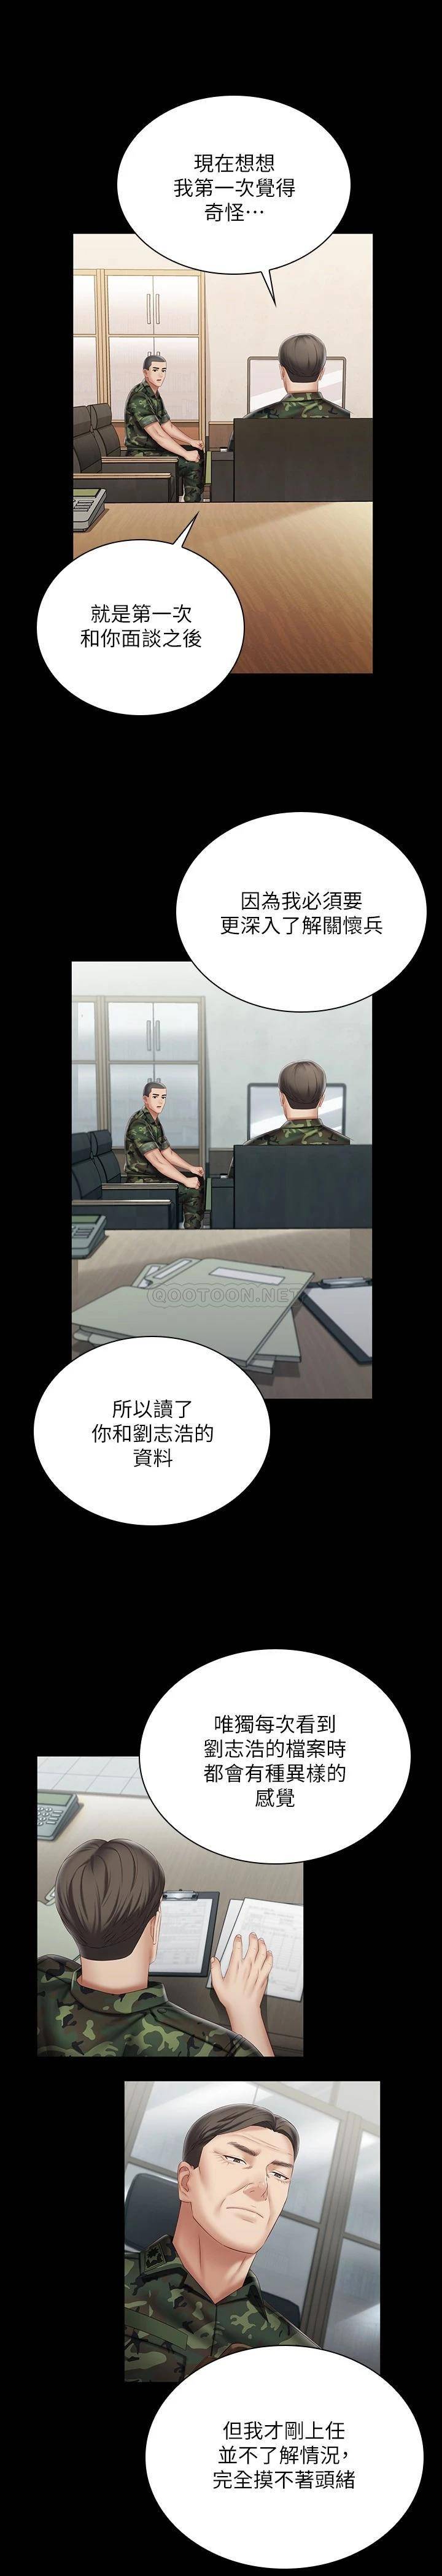 現在想想
我第一次覺得
奇怪⋯
就是第一次
和你面談之後
因為我必須要
更深入了解關懷兵
QOOTOON.NET
所以讀了
你和劉志浩的
資料
唯獨每次看到
劉志浩的檔案時
都會有種異樣的
感覺
但我才剛上任
並不了解情況，
完全摸不著頭緒